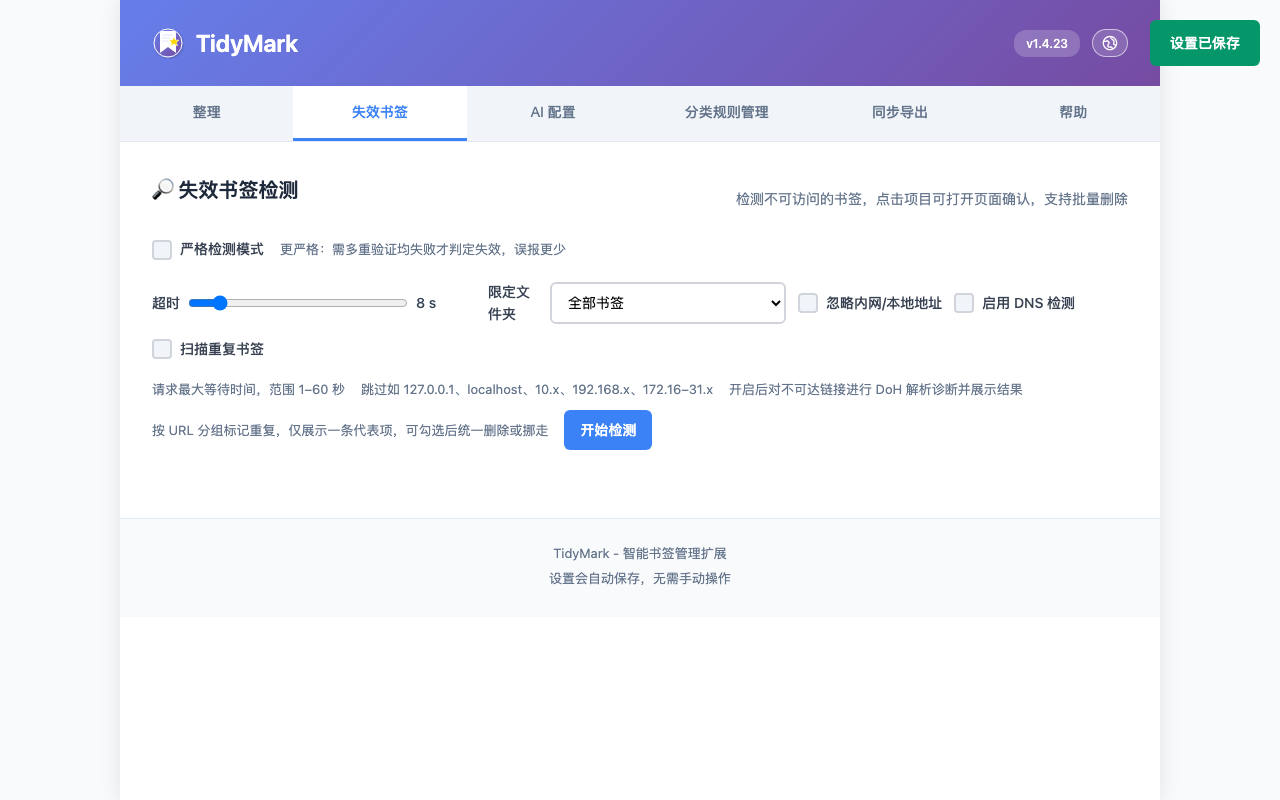 TidyMark
v1.4.23
设置已保存
整理
失效书签
AI 配置
分类规则管理
同步导出
帮助
失效书签检测
检测不可访问的书签，点击项目可打开页面确认，支持批量删除
严格检测模式
更严格：需多重验证均失败才判定失效，误报更少
超时
8 s
限定文
件夹
全部书签
忽略内网/本地地址
启用 DNS 检测
扫描重复书签
请求最大等待时间，范围 1–60 秒
跳过如 127.0.0.1、localhost、10.x、192.168.x、172.16–31.x
开启后对不可达链接进行 DoH 解析诊断并展示结果
按 URL 分组标记重复，仅展示一条代表项，可勾选后统一删除或挪走
开始检测
TidyMark - 智能书签管理扩展
设置会自动保存，无需手动操作